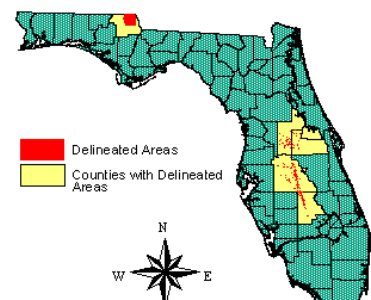 Delineated Areas
Counties with Delineated
Areas
N
W E